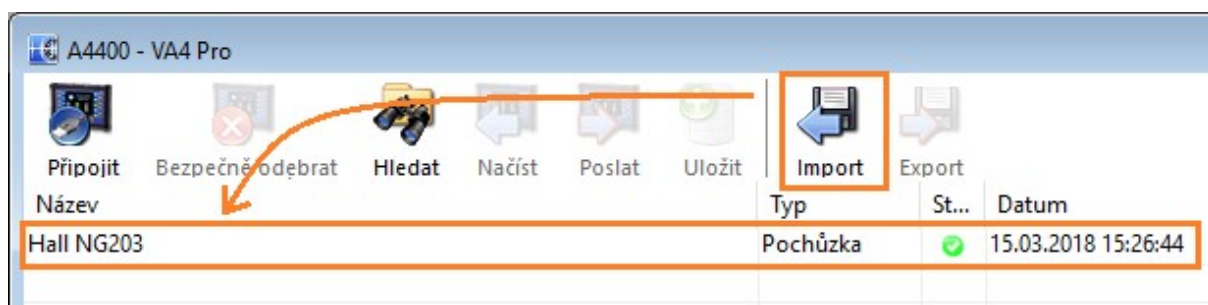 A4400 - VA4 Pro
Připojit Bezpečně odebrat Hledat Načíst Poslat Uložit Import Export
Název Typ St... Datum
Hall NG203 Pochůzka 15.03.2018 15:26:44